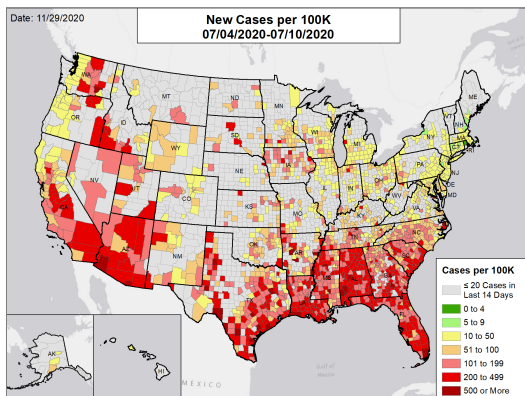 Date: 11/29/2020
New Cases per 100K
07/04/2020-07/10/2020
WA
MT
ND
MN
ME
OR
ID
SD
WI
VT
NH
NY
MA
CT
RI
WY
MI
IA
PA
NJ
NE
NV
UT
CO
IL
IN
OH
DE
MD
WV
VA
CA
KS
MO
KY
NC
TN
AZ
NM
OK
AR
SC
MS
AL
GA
TX
LA
FL
AK
HI
MEXICO
Gulf of
Mexico
Cases per 100K
≤ 20 Cases in
Last 14 Days
0 to 4
5 to 9
10 to 50
51 to 100
101 to 199
200 to 499
500 or More